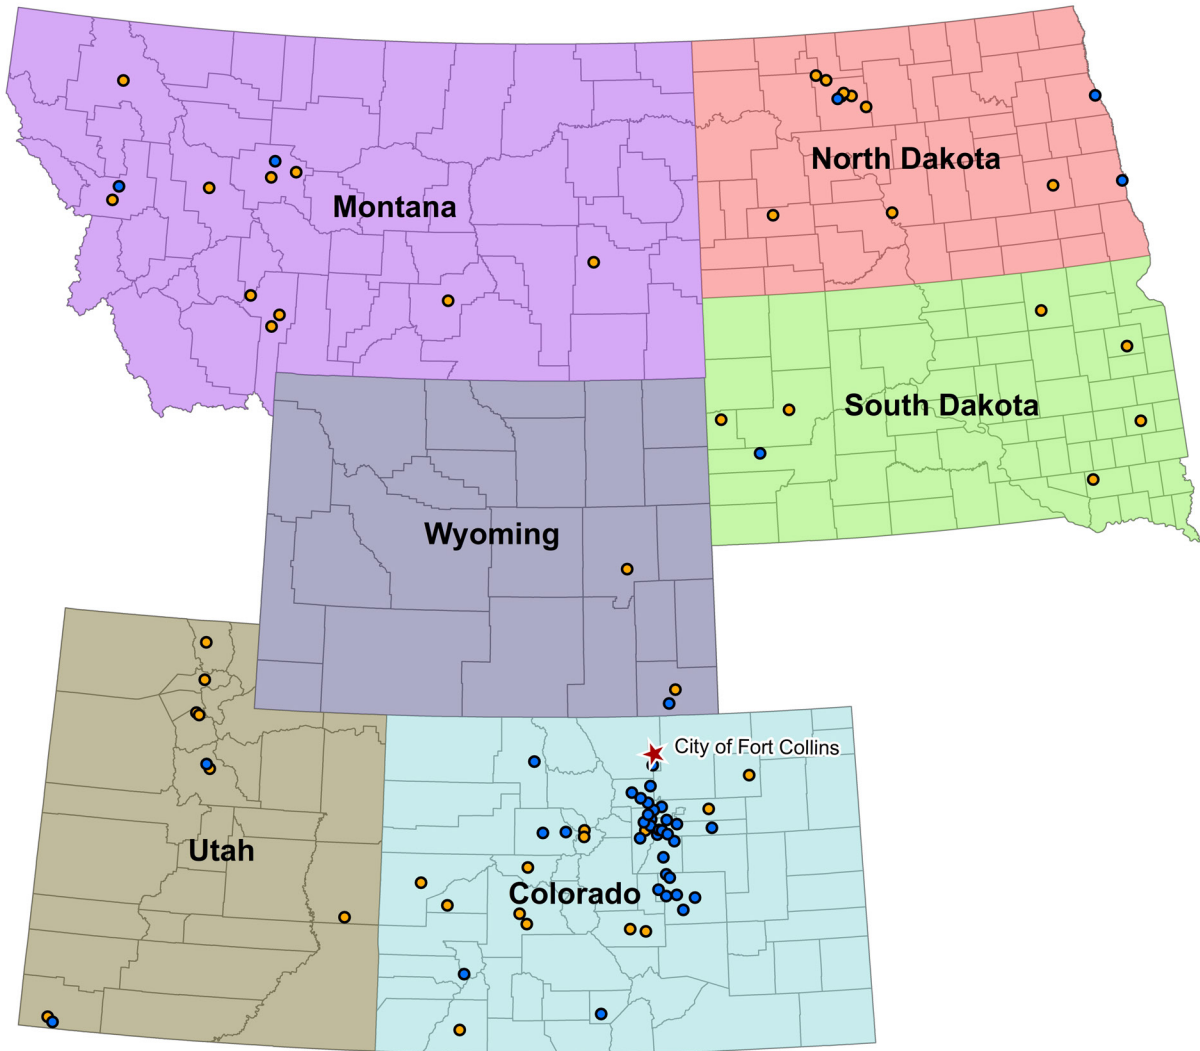 North Dakota
Montana
South Dakota
Wyoming
City of Fort Collins
Utah
Colorado